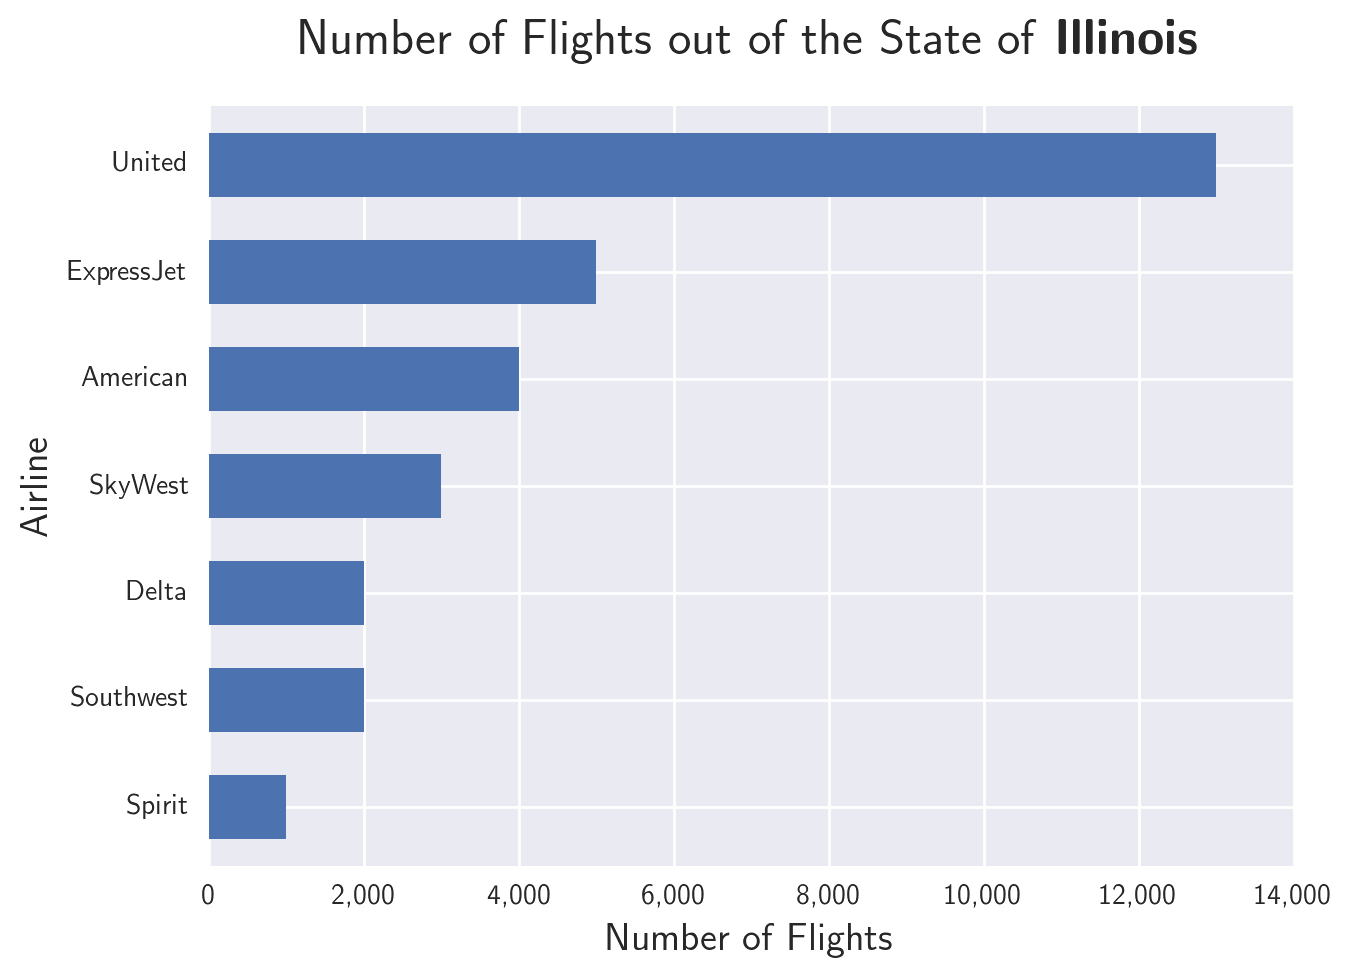 Number of Flights out of the State of Illinois
United
ExpressJet
American
SkyWest
Delta
Southwest
Spirit
Airline
0 2,000 4,000 6,000 8,000 10,000 12,000 14,000
Number of Flights